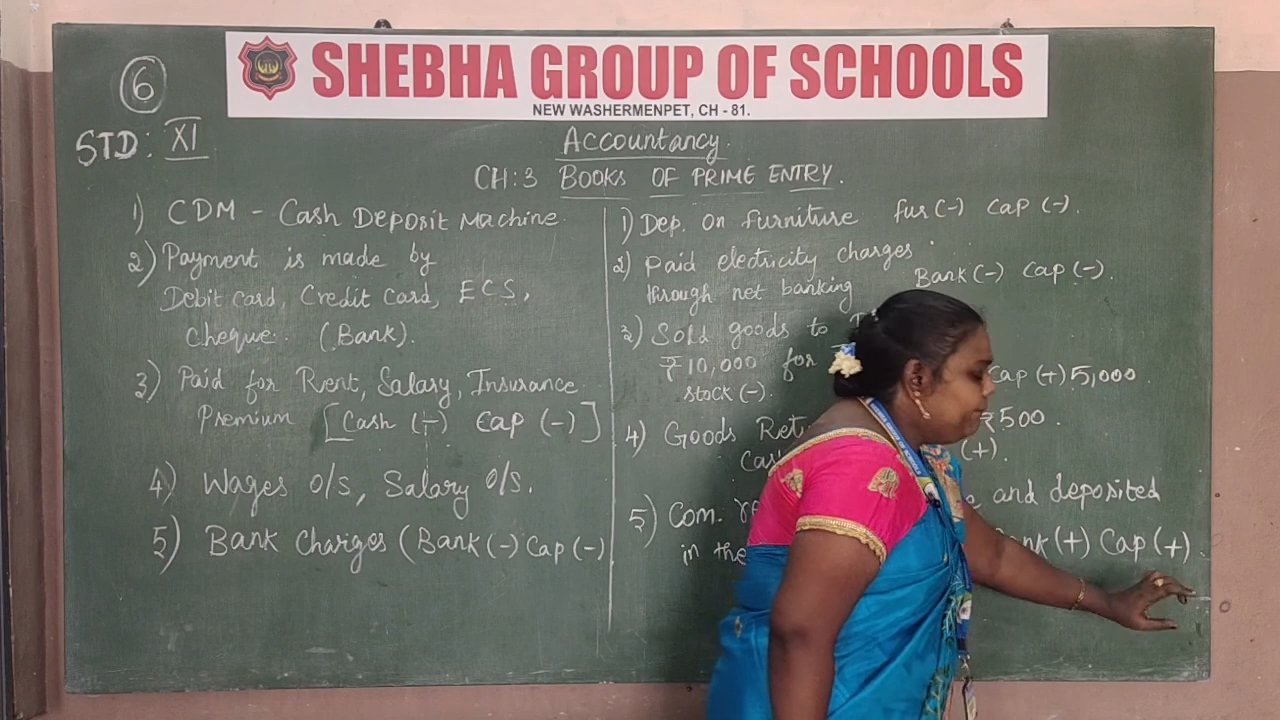 SHEBHA GROUP OF SCHOOLS
NEW WASHERMENPET, CH - 81.
6
STD: XI
Accountancy.
CH:3 BOOKS OF PRIME ENTRY.
1) CDM - Cash Deposit Machine.
2) Payment is made by
Debit card, Credit Card, ECS,
Cheque. (Bank).
3) Paid for Rent, Salary, Insurance
Premium [Cash (-) Cap (-)]
4) Wages O/S, Salary O/S.
5) Bank Charges (Bank (-) Cap (-)
1) Dep. on furniture fur (-) Cap (-).
2) Paid electricity charges
through net banking Bank (-) Cap (-).
3) Sold goods to
₹10,000 for
stock (-). Cap (+) 5,000
4) Goods ₹500.
(+).
5) Com. and deposited
in the (+) Cap (+).